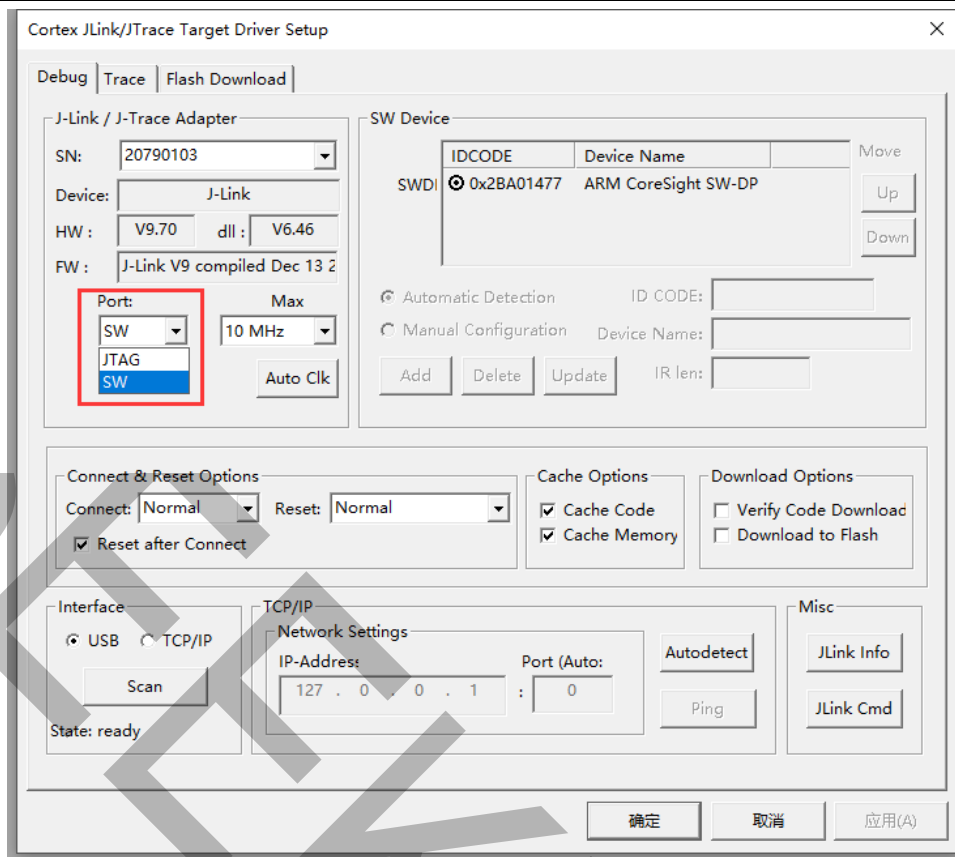 Cortex JLink/JTrace Target Driver Setup
Debug Trace Flash Download
J-Link / J-Trace Adapter
SN: 20790103
Device: J-Link
HW : V9.70 dll : V6.46
FW : J-Link V9 compiled Dec 13 2
Port: Max
SW 10 MHz
JTAG
SW
Auto Clk
SW Device
IDCODE Device Name
SWDI 0x2BA01477 ARM CoreSight SW-DP
Move
Up
Down
Automatic Detection ID CODE:
Manual Configuration Device Name:
Add Delete Update IR len:
Connect & Reset Options
Connect: Normal Reset: Normal
Reset after Connect
Cache Options
Cache Code
Cache Memory
Download Options
Verify Code Download
Download to Flash
Interface
USB TCP/IP
Scan
State: ready
TCP/IP
Network Settings
IP-Address Port (Auto:
127 . 0 . 0 . 1 : 0
Autodetect
Ping
Misc
JLink Info
JLink Cmd
确定 取消 应用(A)